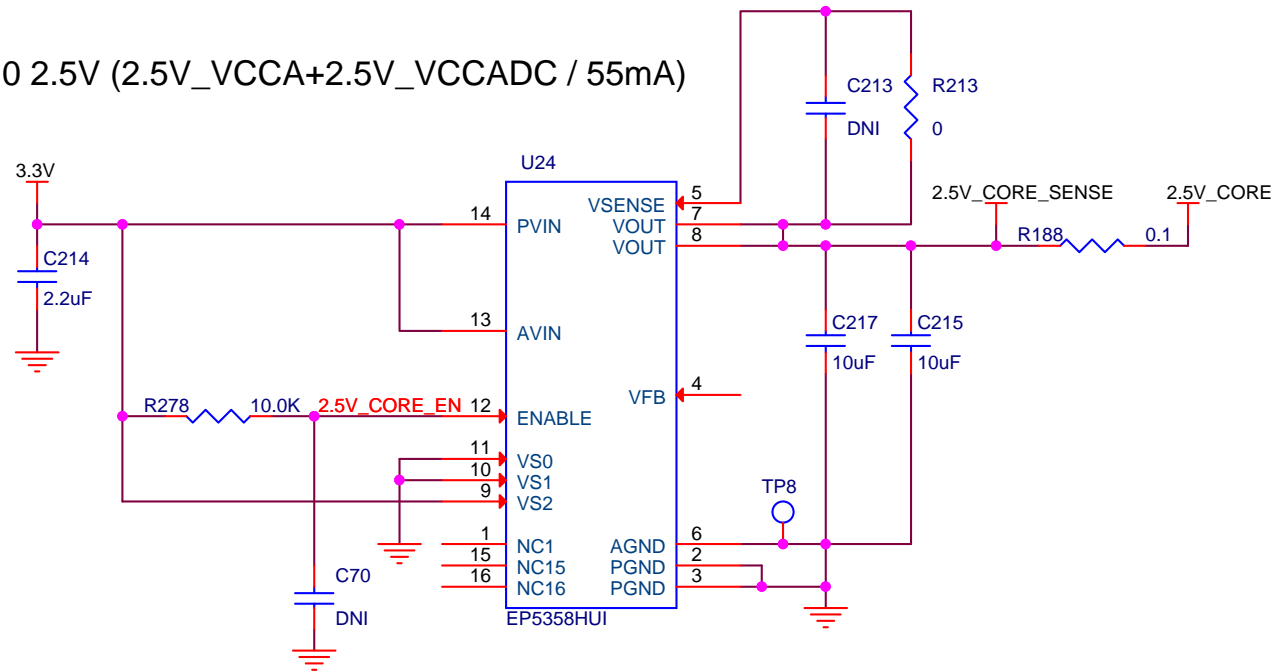 0 2.5V (2.5V_VCCA+2.5V_VCCADC / 55mA)
C213
DNI
R213
0
U24
3.3V
C214
2.2uF
14
PVIN
13
AVIN
R278
10.0K
2.5V_CORE_EN
12
ENABLE
11
VS0
10
VS1
9
VS2
1
NC1
15
NC15
16
NC16
C70
DNI
VSENSE
5
VOUT
7
VOUT
8
VFB
4
AGND
6
PGND
2
PGND
3
EP5358HUI
TP8
2.5V_CORE_SENSE
2.5V_CORE
R188
0.1
C217
10uF
C215
10uF